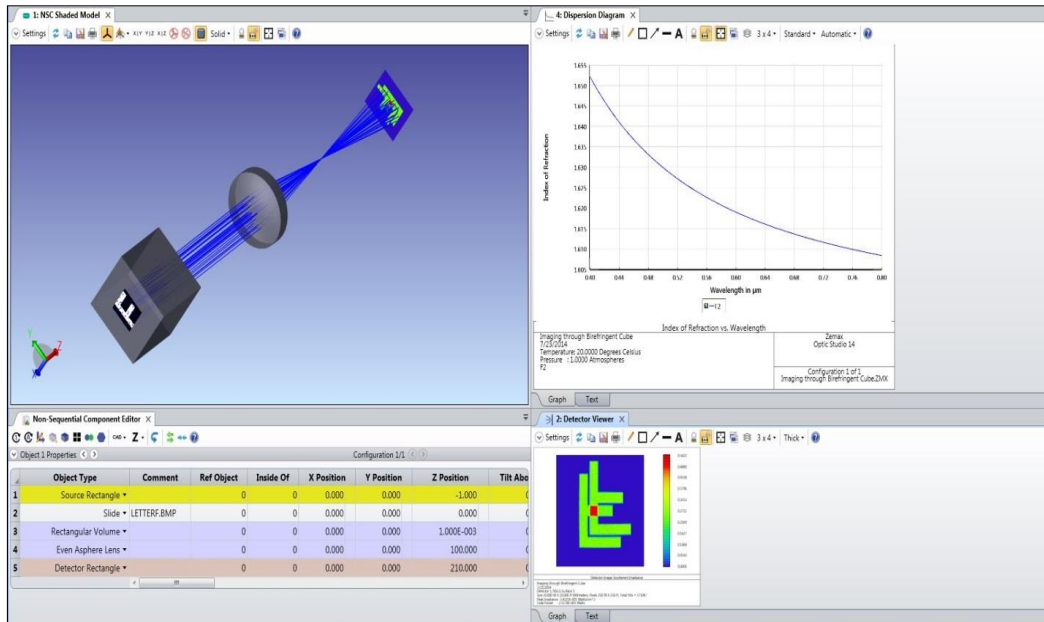 1: NSC Shaded Model X
Settings X|Y Y|Z X|Z Solid
4: Dispersion Diagram X
Settings 3 x 4 Standard Automatic
1.655
1.650
1.645
1.640
1.635
1.630
1.625
1.620
1.615
1.610
1.605
Index of Refraction
0.40 0.44 0.48 0.52 0.56 0.60 0.64 0.68 0.72 0.76 0.80
Wavelength in µm
F2
Index of Refraction vs. Wavelength
Imaging through Birefringent Cube
7/23/2014
Temperature: 20.0000 Degrees Celsius
Pressure : 1.0000 Atmospheres
F2
Zemax
Optic Studio 14
Configuration 1 of 1
Imaging through Birefringent Cube.ZMX
Graph Text
Non-Sequential Component Editor X
CAD Z
Object 1 Properties Configuration 1/1
Object Type Comment Ref Object Inside Of X Position Y Position Z Position Tilt Abo
1 Source Rectangle 0 0 0.000 0.000 -1.000
2 Slide LETTERF.BMP 0 0 0.000 0.000 0.000
3 Rectangular Volume 0 0 0.000 0.000 1.000E-003
4 Even Asphere Lens 0 0 0.000 0.000 100.000
5 Detector Rectangle 0 0 0.000 0.000 210.000
2: Detector Viewer X
Settings 3 x 4 Thick
Graph Text